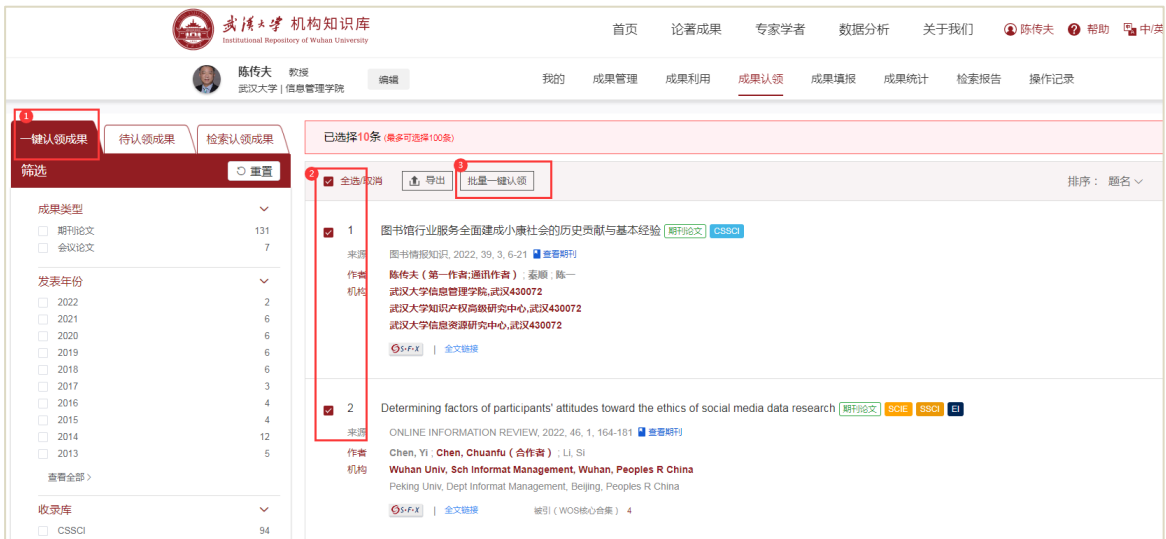 武汉大学 机构知识库
Institutional Repository of Wuhan University
首页 论著成果 专家学者 数据分析 关于我们 陈传夫 帮助 中/英
陈传夫 教授
武汉大学 | 信息管理学院
编辑
我的 成果管理 成果利用 成果认领 成果填报 成果统计 检索报告 操作记录
1
一键认领成果 待认领成果 检索认领成果
筛选 重置
成果类型
期刊论文 131
会议论文 7
发表年份
2022 2
2021 6
2020 6
2019 6
2018 6
2017 3
2016 4
2015 4
2014 12
2013 5
查看全部 >
收录库
CSSCI 94
已选择10条 (最多可选择100条)
2
3
全选/取消 导出 批量一键认领 排序： 题名
1 图书馆行业服务全面建成小康社会的历史贡献与基本经验 期刊论文 CSSCI
来源 图书情报知识, 2022, 39, 3, 6-21 查看期刊
作者 陈传夫（第一作者;通讯作者）; 秦顺 ; 陈一
机构 武汉大学信息管理学院,武汉430072
武汉大学知识产权高级研究中心,武汉430072
武汉大学信息资源研究中心,武汉430072
S·F·X | 全文链接
2 Determining factors of participants' attitudes toward the ethics of social media data research 期刊论文 SCIE SSCI EI
来源 ONLINE INFORMATION REVIEW, 2022, 46, 1, 164-181 查看期刊
作者 Chen, Yi ; Chen, Chuanfu（合作者）; Li, Si
机构 Wuhan Univ, Sch Informat Management, Wuhan, Peoples R China
Peking Univ, Dept Informat Management, Beijing, Peoples R China
S·F·X | 全文链接 被引（WOS核心合集） 4